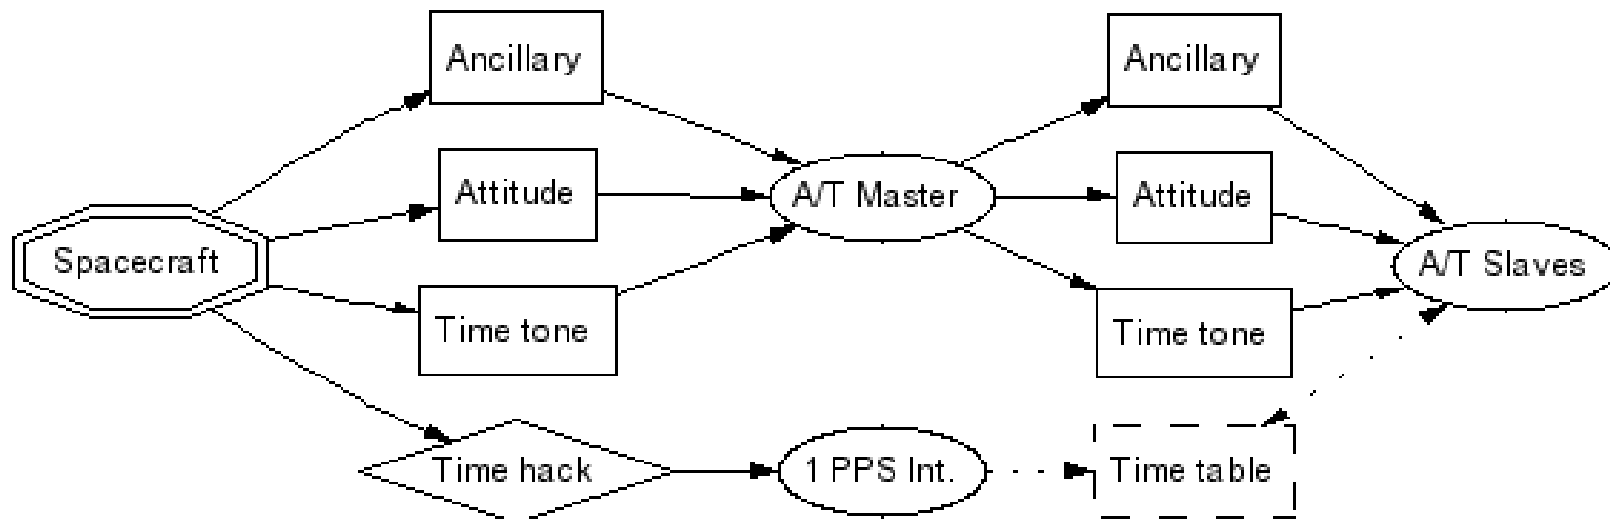 Ancillary
Ancillary
Attitude
A/T Master
Attitude
Spacecraft
A/T Slaves
Time tone
Time tone
Time hack
1 PPS Int.
Time table